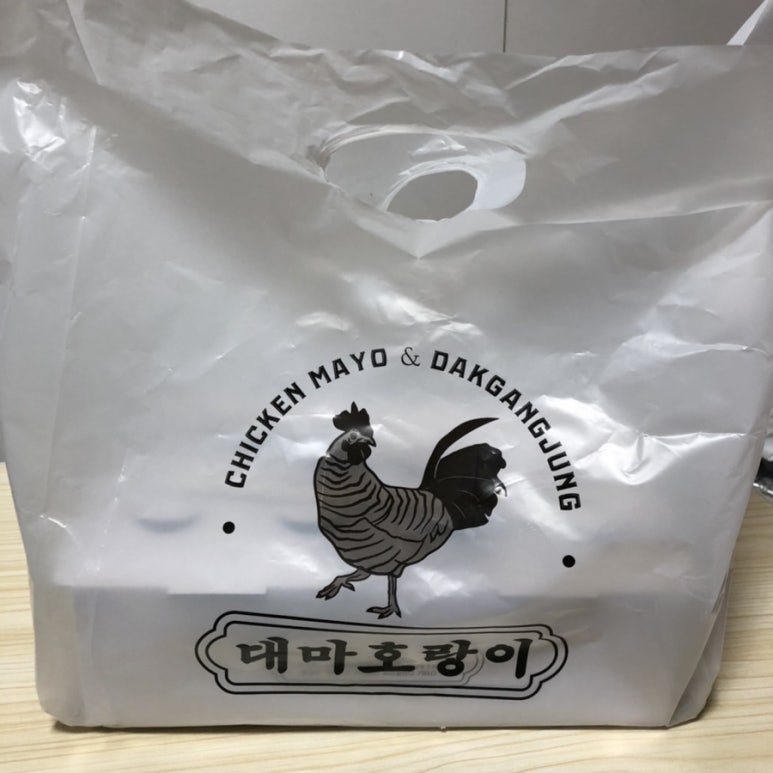 CHICKEN MAYO & DAKGANGJUNG
대마호랑이